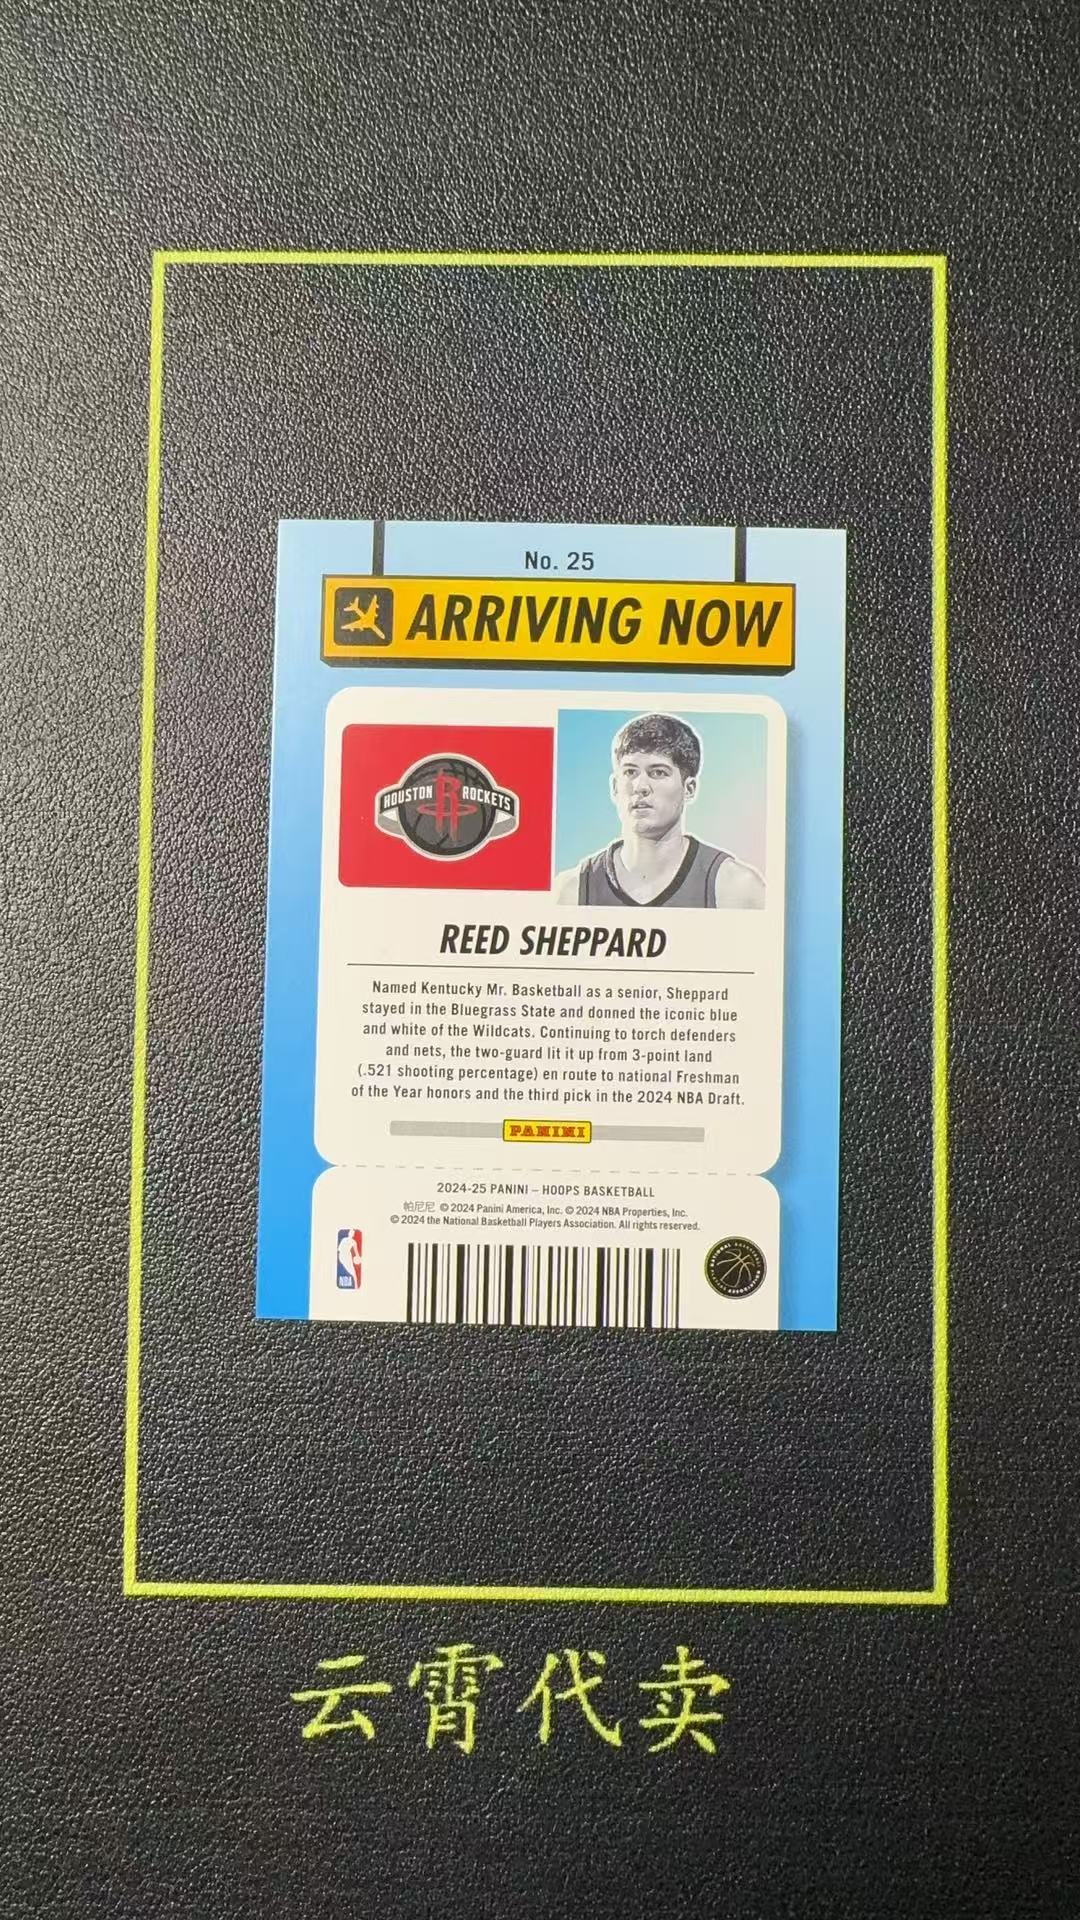 No. 25
ARRIVING NOW
HOUSTON ROCKETS
REED SHEPPARD
Named Kentucky Mr. Basketball as a senior, Sheppard
stayed in the Bluegrass State and donned the iconic blue
and white of the Wildcats. Continuing to torch defenders
and nets, the two-guard lit it up from 3-point land
(.521 shooting percentage) en route to national Freshman
of the Year honors and the third pick in the 2024 NBA Draft.
PANINI
2024-25 PANINI – HOOPS BASKETBALL
帕尼尼 © 2024 Panini America, Inc. © 2024 NBA Properties, Inc.
© 2024 the National Basketball Players Association. All rights reserved.
NBA
云霄代卖